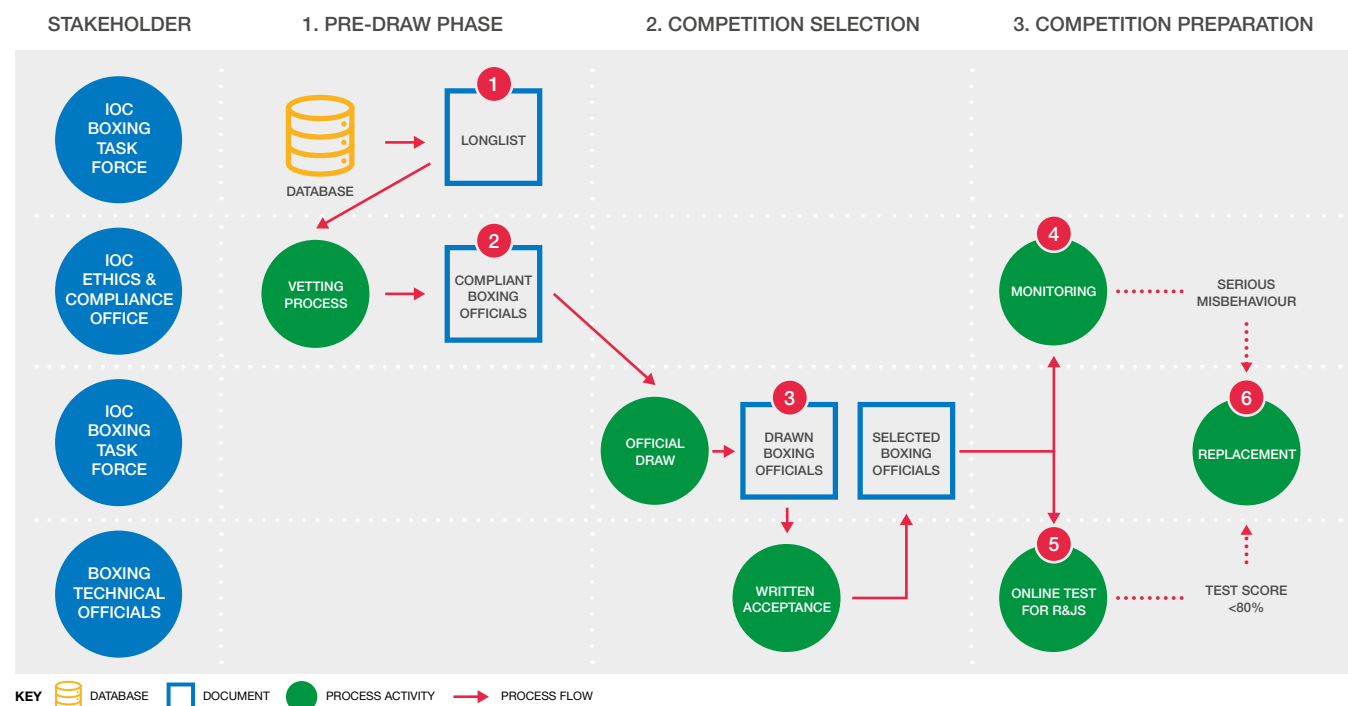 STAKEHOLDER
1. PRE-DRAW PHASE
2. COMPETITION SELECTION
3. COMPETITION PREPARATION
IOC
BOXING
TASK
FORCE
DATABASE
1
LONGLIST
IOC
ETHICS &
COMPLIANCE
OFFICE
VETTING
PROCESS
2
COMPLIANT
BOXING
OFFICIALS
4
MONITORING
SERIOUS
MISBEHAVIOUR
IOC
BOXING
TASK
FORCE
OFFICIAL
DRAW
3
DRAWN
BOXING
OFFICIALS
SELECTED
BOXING
OFFICIALS
6
REPLACEMENT
BOXING
TECHNICAL
OFFICIALS
WRITTEN
ACCEPTANCE
5
ONLINE TEST
FOR R&JS
TEST SCORE
<80%
KEY
DATABASE
DOCUMENT
PROCESS ACTIVITY
PROCESS FLOW